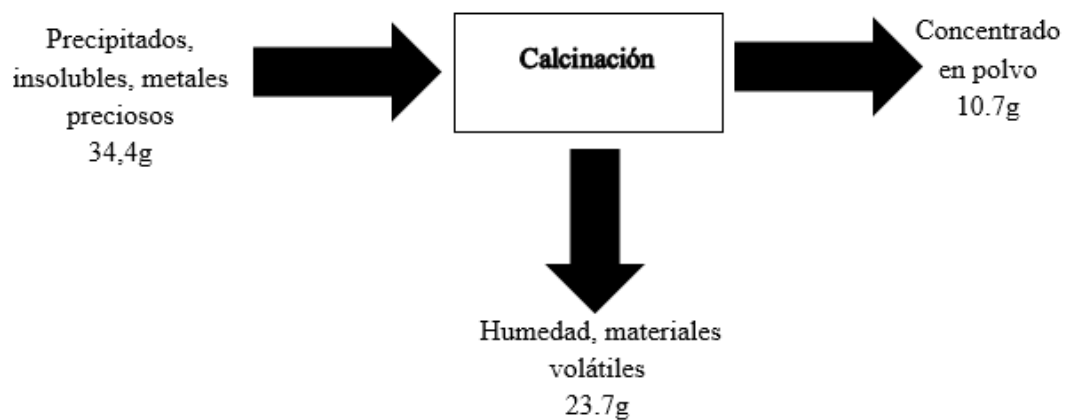 Precipitados,
insolubles, metales
preciosos
34,4g
Calcinación
Concentrado
en polvo
10.7g
Humedad, materiales
volátiles
23.7g